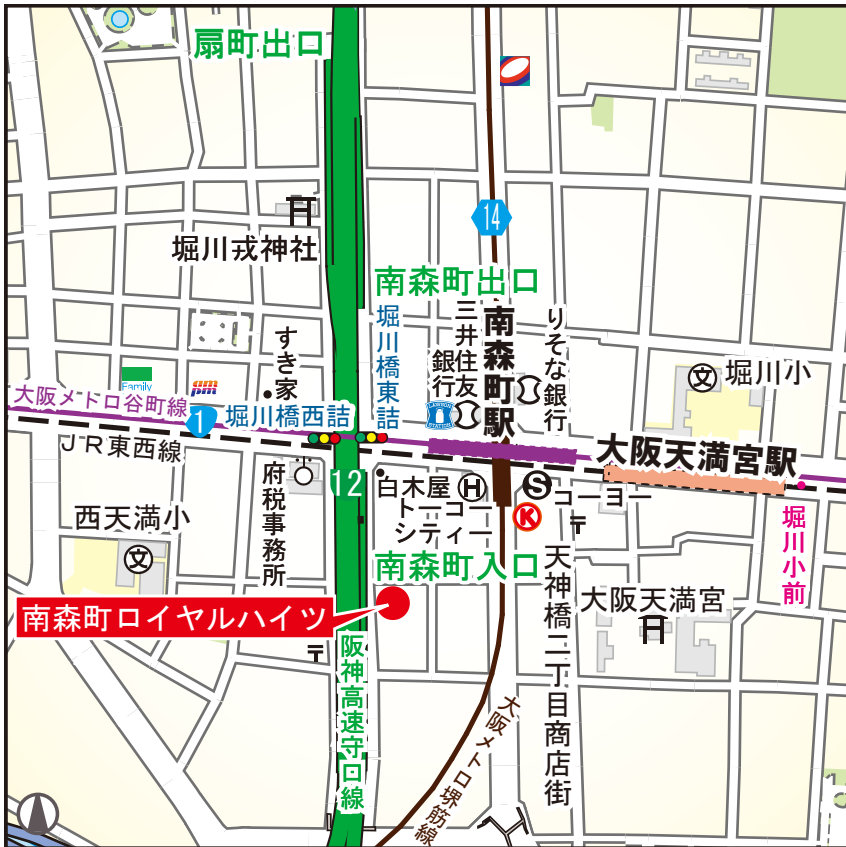 扇町出口
堀川戎神社
14
南森町出口
堀川橋東詰
三井住友
銀行
南森町駅
りそな銀行
すき家
堀川小
文
Family
am
pm
大阪メトロ谷町線
1
堀川橋西詰
LAWSON
STATION
JR東西線
大阪天満宮駅
12
白木屋
H
トーコー
シティー
S
コーヨー
K
〒
府税事務所
西天満小
文
堀川小前
南森町入口
天神橋二丁目商店街
大阪天満宮
南森町ロイヤルハイツ
〒
阪神高速守口線
大阪メトロ堺筋線